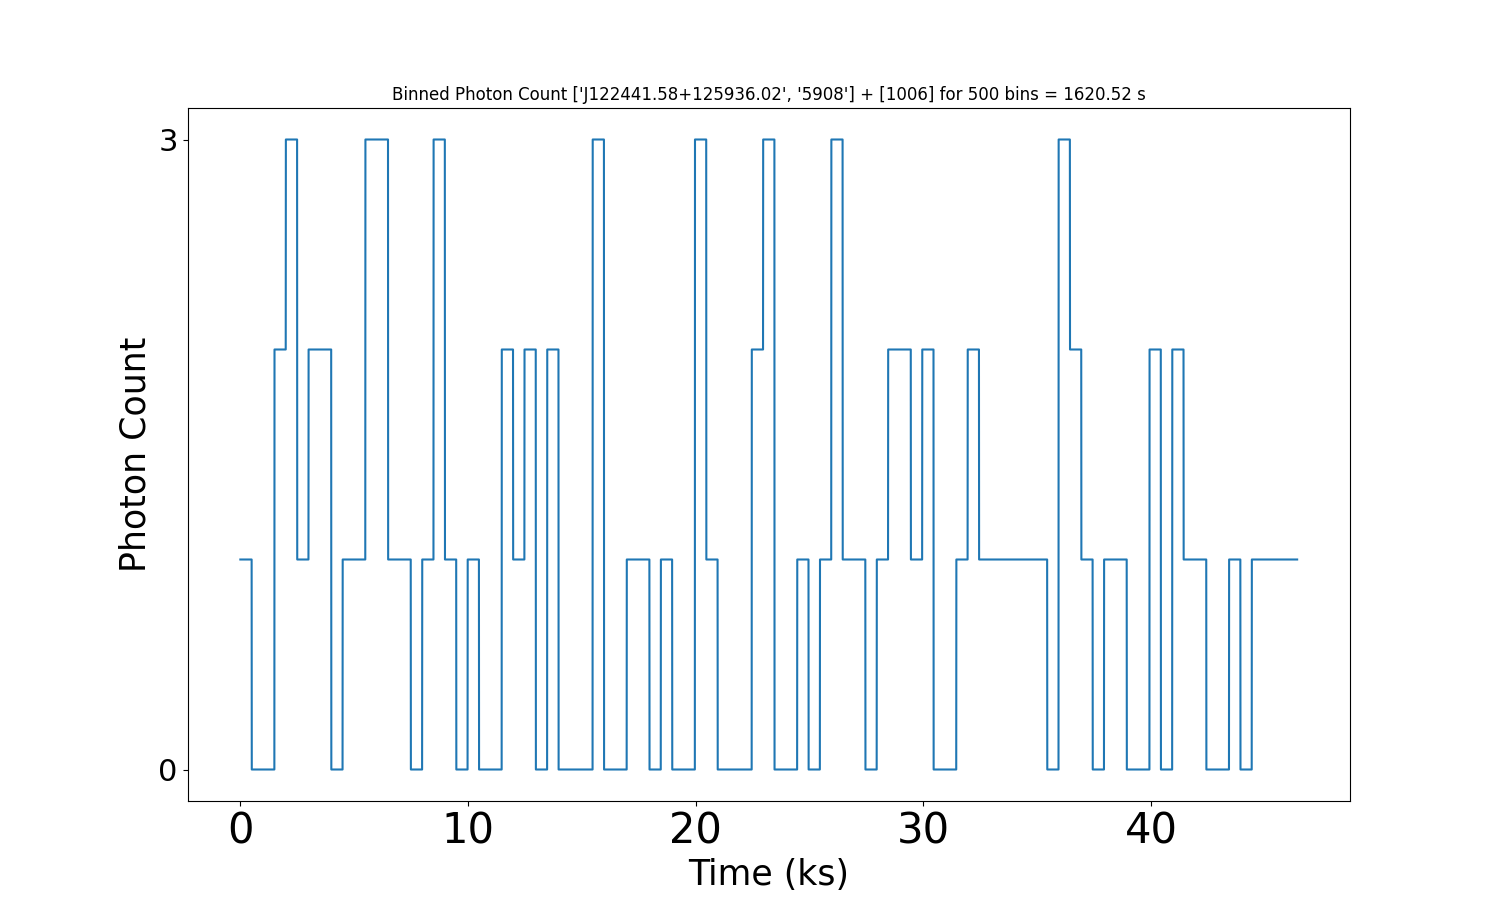 Binned Photon Count ['J122441.58+125936.02', '5908'] + [1006] for 500 bins = 1620.52 s
3
Photon Count
0
0 10 20 30 40
Time (ks)